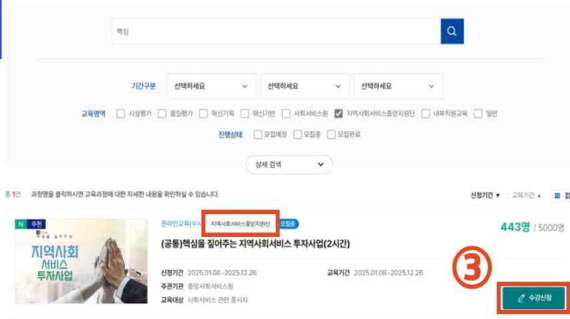 핵심
기간구분 선택하세요 선택하세요 선택하세요
교육영역 시설평가 품질평가 혁신기획 혁신기반 사회서비스원 지역사회서비스중앙지원단 내부직원교육 일반
진행상태 모집예정 모집중 모집완료
상세 검색
총 1건 과정명을 클릭하시면 교육과정에 대한 자세한 내용을 확인하실 수 있습니다. 신청기간 ▼ 교육기간 ▲
N 추천 온라인교육 지역사회서비스중앙지원단 모집중
443명 / 5000명
지역사회
서비스
투자사업
(공통)핵심을 짚어주는 지역사회서비스 투자사업(2시간)
신청기간 2025.01.08~2025.12.26 교육기간 2025.01.08~2025.12.26
주관기관 중앙사회서비스원
교육대상 사회서비스 관련 종사자
③
수강신청